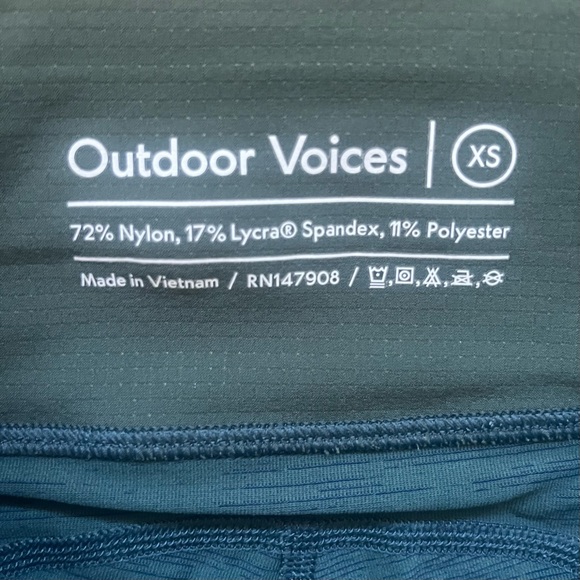 Outdoor Voices | XS
72% Nylon, 17% Lycra® Spandex, 11% Polyester
Made in Vietnam / RN147908 /